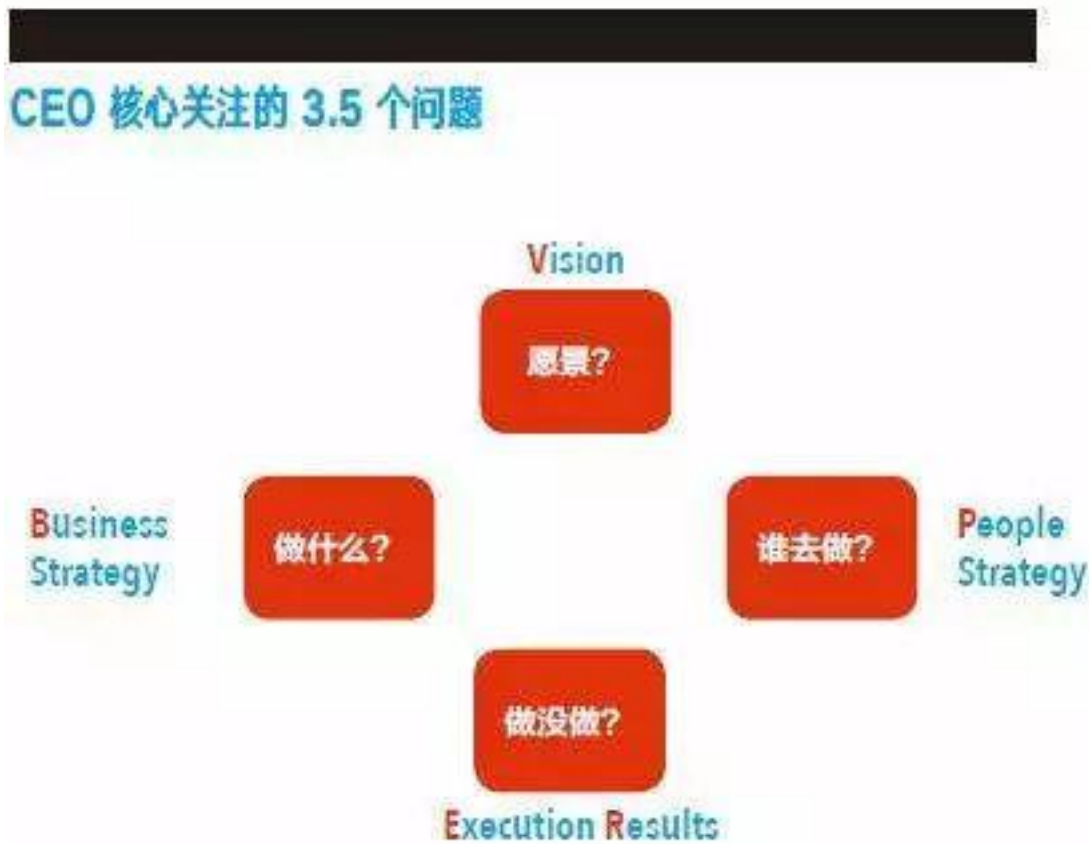 CEO 核心关注的 3.5 个问题
Vision
愿景?
Business
Strategy
做什么?
谁去做?
People
Strategy
做没做?
Execution Results